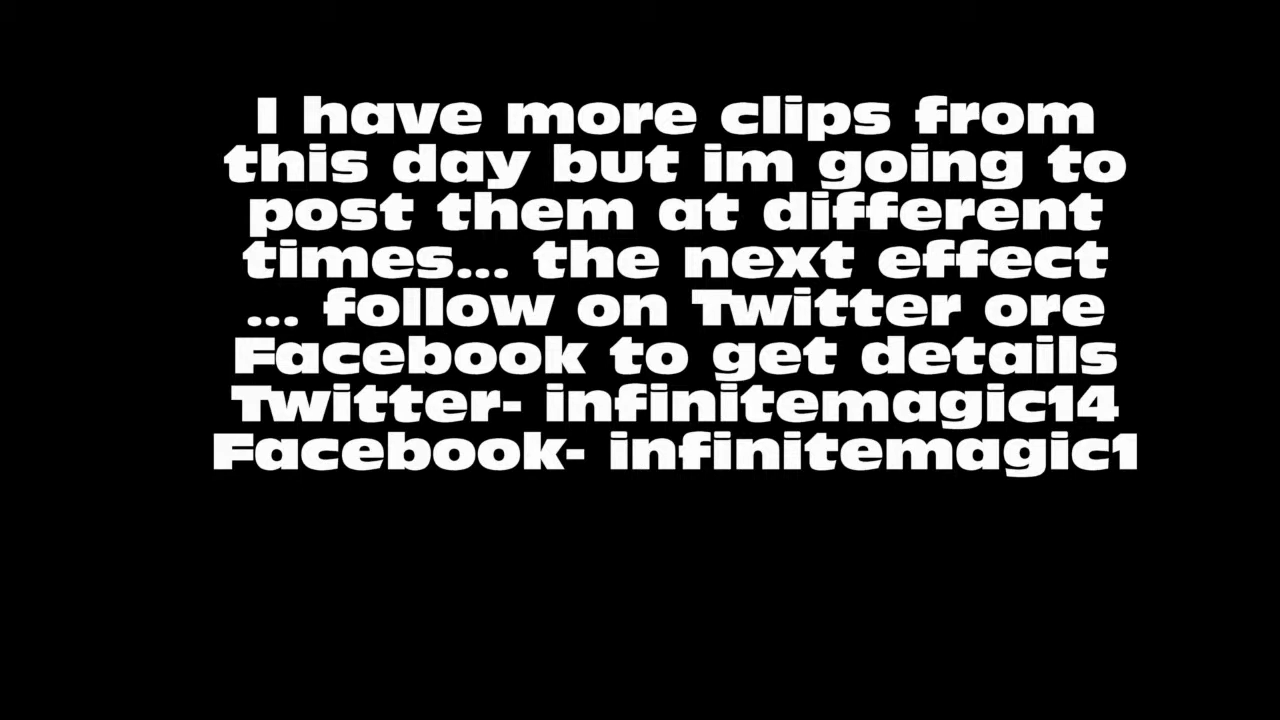 I have more clips from
this day but im going to
post them at different
times... the next effect
... follow on Twitter ore
Facebook to get details
Twitter- infinitemagic14
Facebook- infinitemagic1